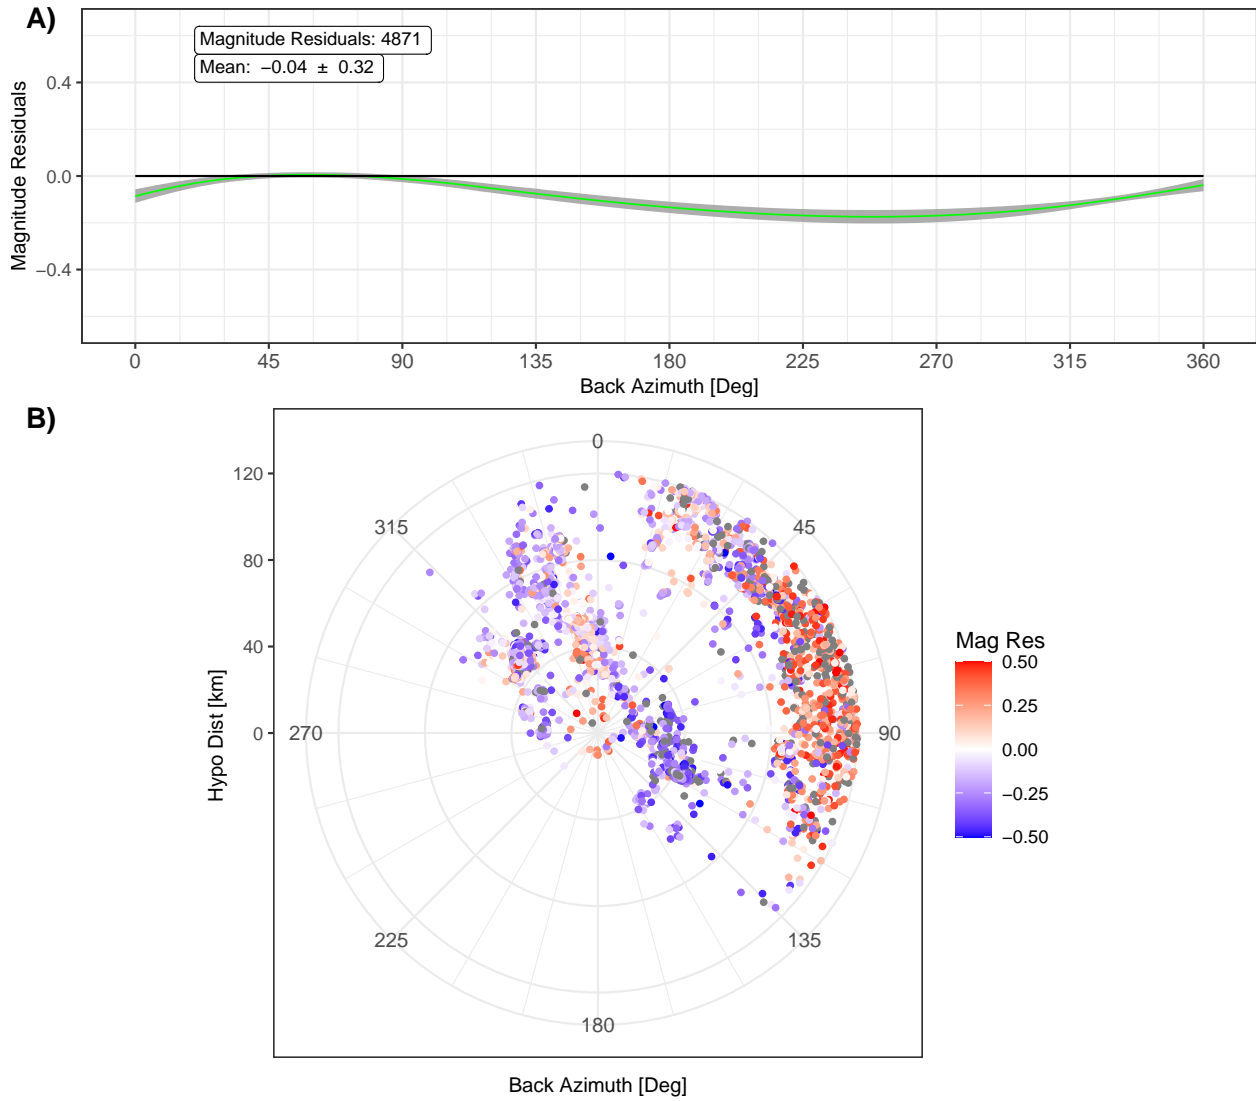 A)
Magnitude Residuals: 4871
Mean: −0.04 ± 0.32
Magnitude Residuals
0.4
0.0
−0.4
0 45 90 135 180 225 270 315 360
Back Azimuth [Deg]
B)
Hypo Dist [km]
120
80
40
0
0
45
90
135
180
225
270
315
Back Azimuth [Deg]
Mag Res
0.50
0.25
0.00
−0.25
−0.50